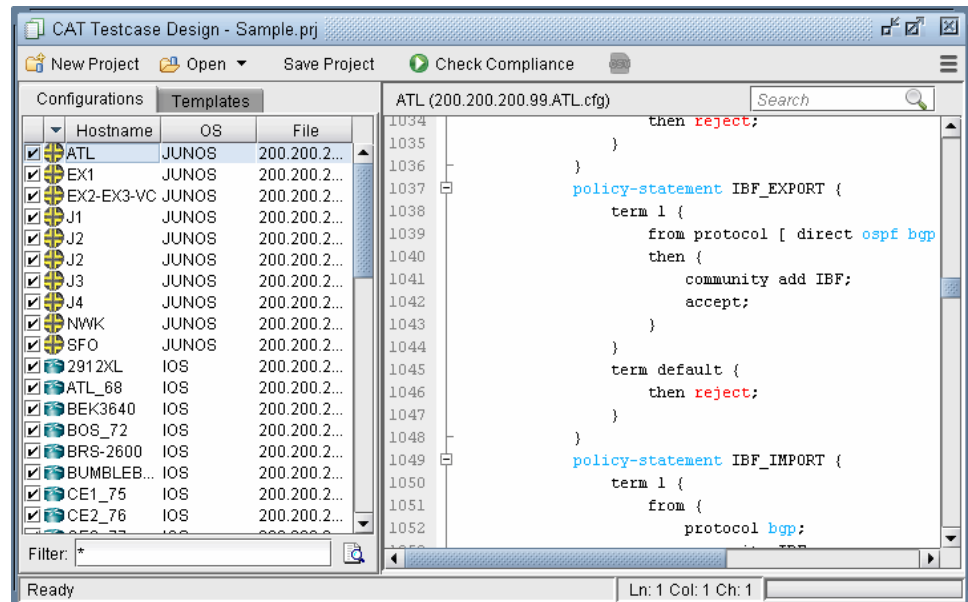 CAT Testcase Design - Sample.prj
New Project Open Save Project Check Compliance
Configurations Templates
Hostname OS File
ATL JUNOS 200.200.2...
EX1 JUNOS 200.200.2...
EX2-EX3-VC JUNOS 200.200.2...
J1 JUNOS 200.200.2...
J2 JUNOS 200.200.2...
J2 JUNOS 200.200.2...
J3 JUNOS 200.200.2...
J4 JUNOS 200.200.2...
NWK JUNOS 200.200.2...
SFO JUNOS 200.200.2...
2912XL IOS 200.200.2...
ATL_68 IOS 200.200.2...
BEK3640 IOS 200.200.2...
BOS_72 IOS 200.200.2...
BRS-2600 IOS 200.200.2...
BUMBLEB... IOS 200.200.2...
CE1_75 IOS 200.200.2...
CE2_76 IOS 200.200.2...
Filter: *
ATL (200.200.200.99.ATL.cfg) Search
1034 then reject;
1035 }
1036 }
1037 policy-statement IBF_EXPORT {
1038 term 1 {
1039 from protocol [ direct ospf bgp
1040 then {
1041 community add IBF;
1042 accept;
1043 }
1044 }
1045 term default {
1046 then reject;
1047 }
1048 }
1049 policy-statement IBF_IMPORT {
1050 term 1 {
1051 from {
1052 protocol bgp;
Ready Ln: 1 Col: 1 Ch: 1